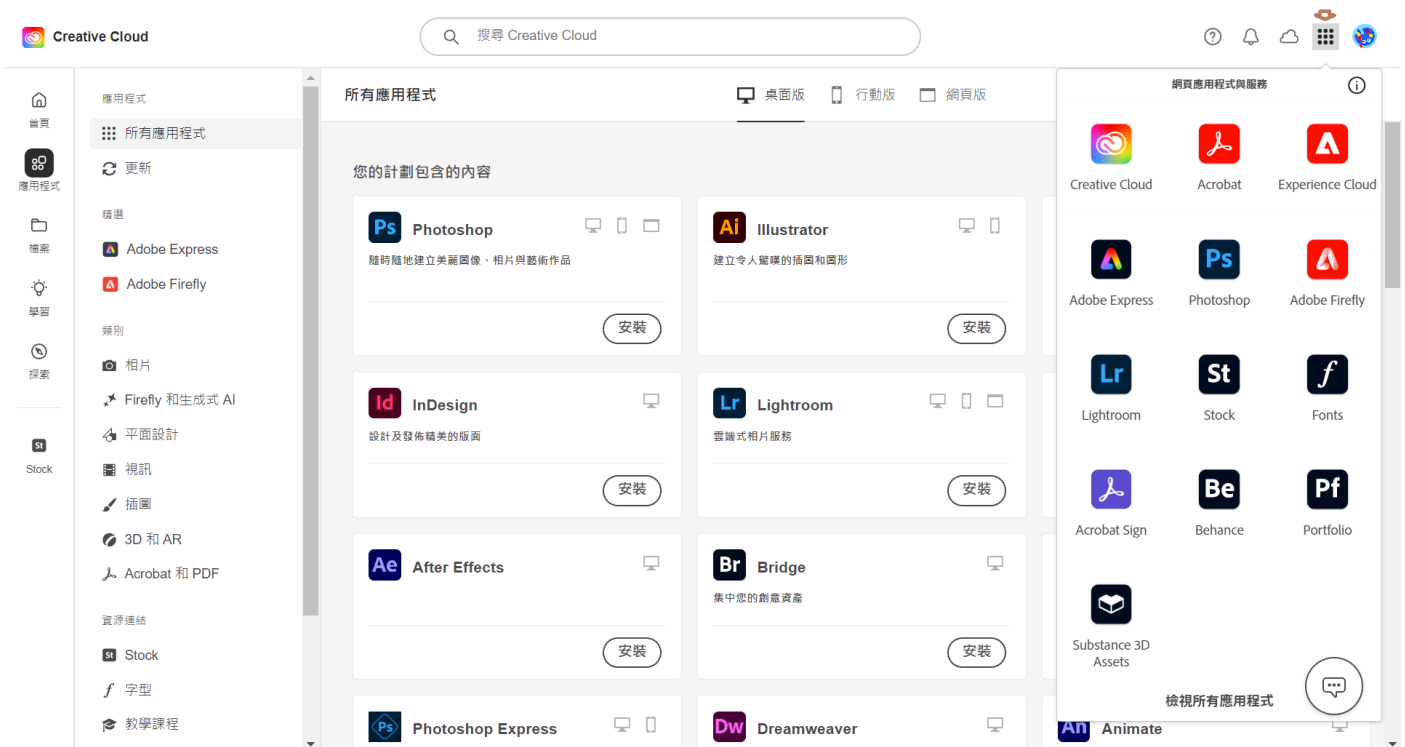 Creative Cloud
搜尋 Creative Cloud
首頁
應用程式
檔案
學習
探索
St
Stock
應用程式
所有應用程式
更新
精選
Adobe Express
Adobe Firefly
類別
相片
Firefly 和生成式 AI
平面設計
視訊
插圖
3D 和 AR
Acrobat 和 PDF
資源連結
St Stock
字型
教學課程
所有應用程式
桌面版
行動版
網頁版
您的計劃包含的內容
Ps Photoshop
隨時隨地建立美麗圖像、相片與藝術作品
安裝
Ai Illustrator
建立令人驚嘆的插圖和圖形
安裝
Id InDesign
設計及發佈精美的版面
安裝
Lr Lightroom
雲端式相片服務
安裝
Ae After Effects
安裝
Br Bridge
集中您的創意資產
安裝
Ps Photoshop Express
Dw Dreamweaver
An Animate
網頁應用程式與服務
Creative Cloud
Acrobat
Experience Cloud
Adobe Express
Ps
Photoshop
Adobe Firefly
Lr
Lightroom
St
Stock
f
Fonts
Acrobat Sign
Be
Behance
Pf
Portfolio
Substance 3D
Assets
檢視所有應用程式